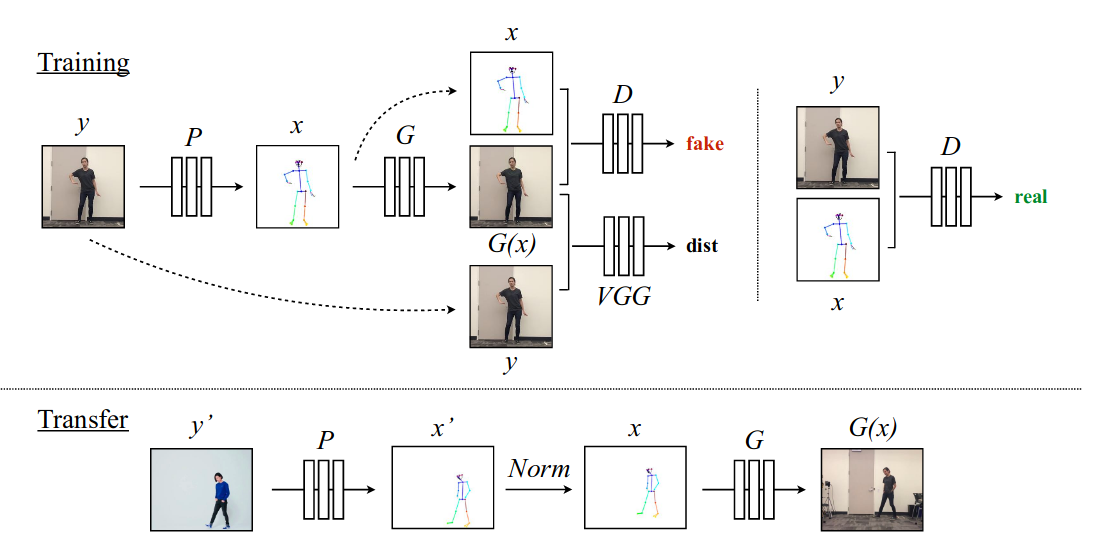 Training
y
P
x
G
x
G(x)
y
D
fake
VGG
dist
y
x
D
real
Transfer
y’
P
x’
Norm
x
G
G(x)